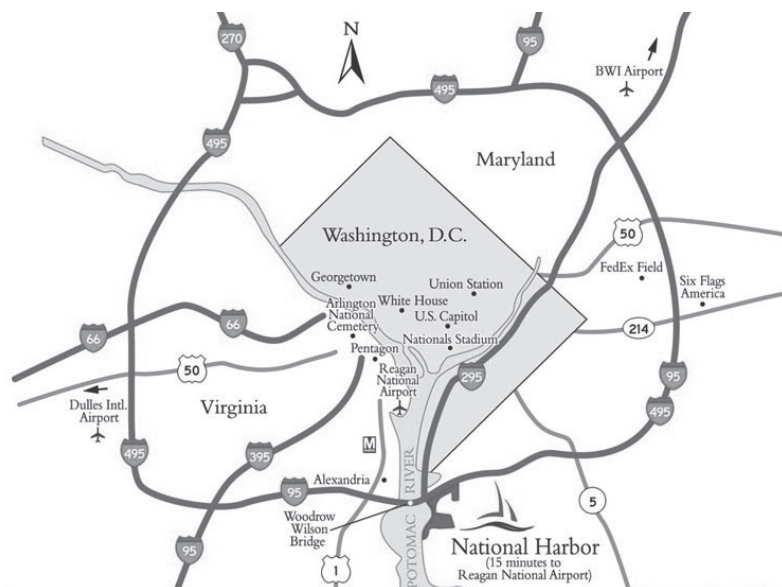 270
N
95
BWI Airport
495
495
Maryland
Washington, D.C.
50
FedEx Field
Six Flags
America
Georgetown
Union Station
Arlington
National
Cemetery
White House
U.S. Capitol
Nationals Stadium
214
66
66
Pentagon
50
Reagan
National
Airport
295
95
495
Dulles Intl.
Airport
Virginia
M
495
395
Alexandria
95
RIVER
POTOMAC
Woodrow
Wilson
Bridge
5
95
1
National Harbor
(15 minutes to
Reagan National Airport)